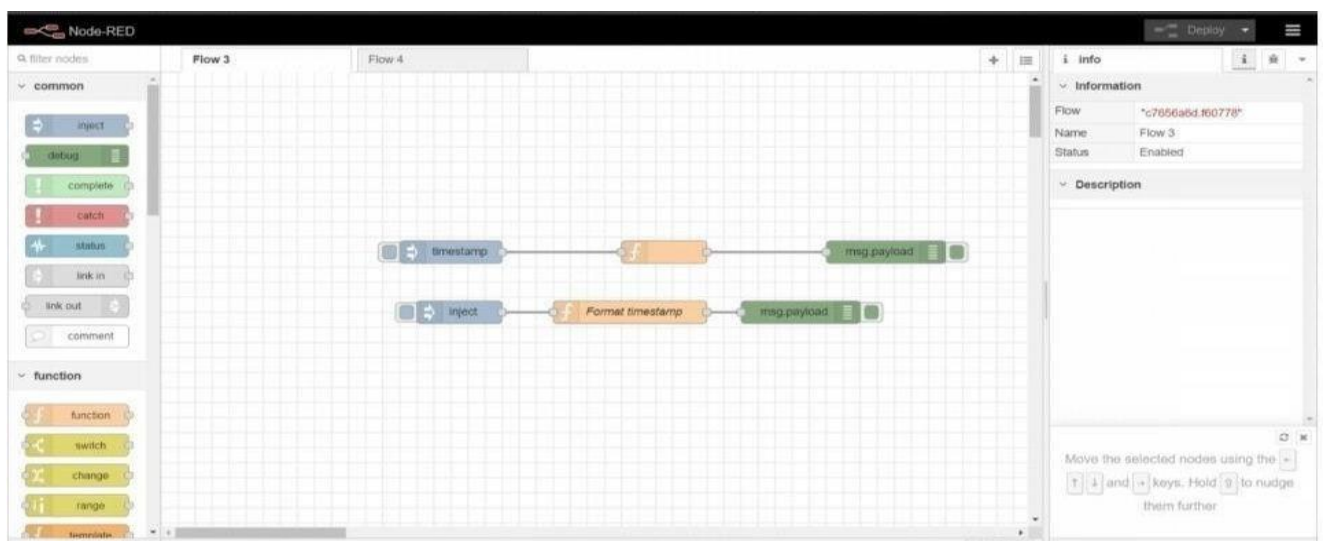 Node-RED
Deploy
filter nodes
Flow 3
Flow 4
i info
common
inject
debug
complete
catch
status
link in
link out
comment
function
function
switch
change
range
template
timestamp
msg.payload
inject
Format timestamp
msg.payload
Information
Flow "c7656a6d.f60778"
Name Flow 3
Status Enabled
Description
Move the selected nodes using the ←
↑ ↓ and → keys. Hold ⇧ to nudge
them further